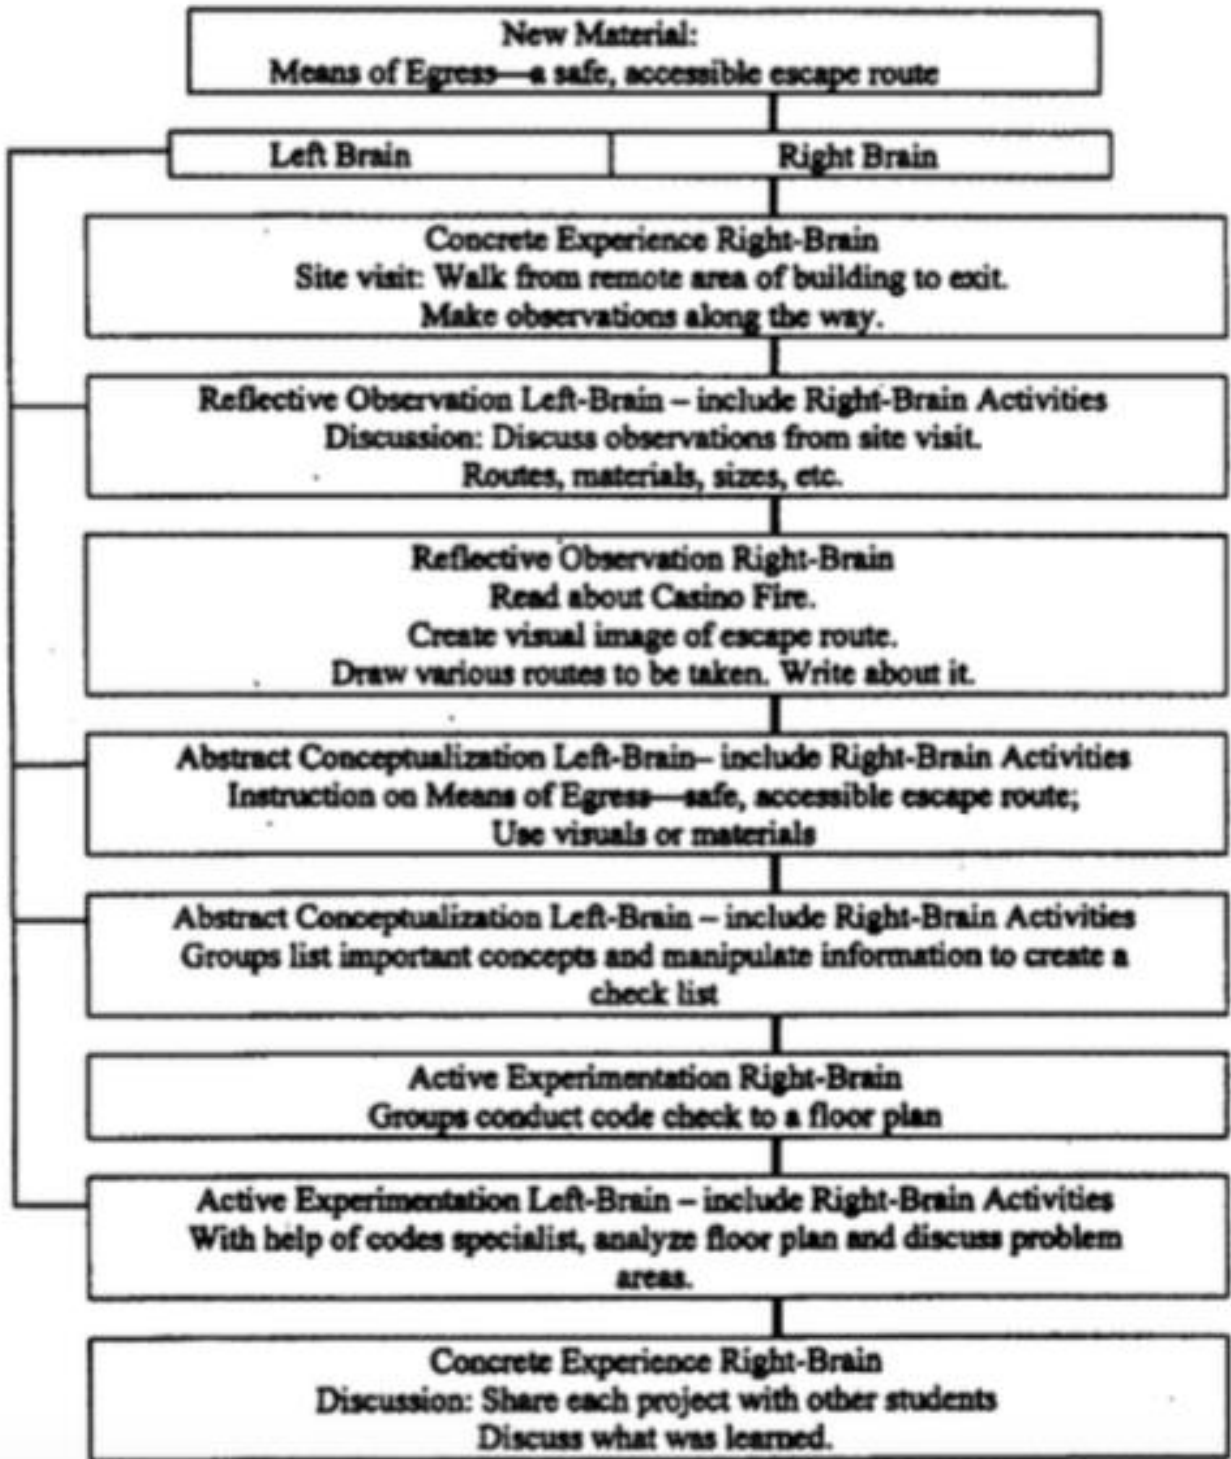 New Material:
Means of Egress—a safe, accessible escape route
Left Brain
Right Brain
Concrete Experience Right-Brain
Site visit: Walk from remote area of building to exit.
Make observations along the way.
Reflective Observation Left-Brain – include Right-Brain Activities
Discussion: Discuss observations from site visit.
Routes, materials, sizes, etc.
Reflective Observation Right-Brain
Read about Casino Fire.
Create visual image of escape route.
Draw various routes to be taken. Write about it.
Abstract Conceptualization Left-Brain– include Right-Brain Activities
Instruction on Means of Egress—safe, accessible escape route;
Use visuals or materials
Abstract Conceptualization Left-Brain – include Right-Brain Activities
Groups list important concepts and manipulate information to create a
check list
Active Experimentation Right-Brain
Groups conduct code check to a floor plan
Active Experimentation Left-Brain – include Right-Brain Activities
With help of codes specialist, analyze floor plan and discuss problem
areas.
Concrete Experience Right-Brain
Discussion: Share each project with other students
Discuss what was learned.